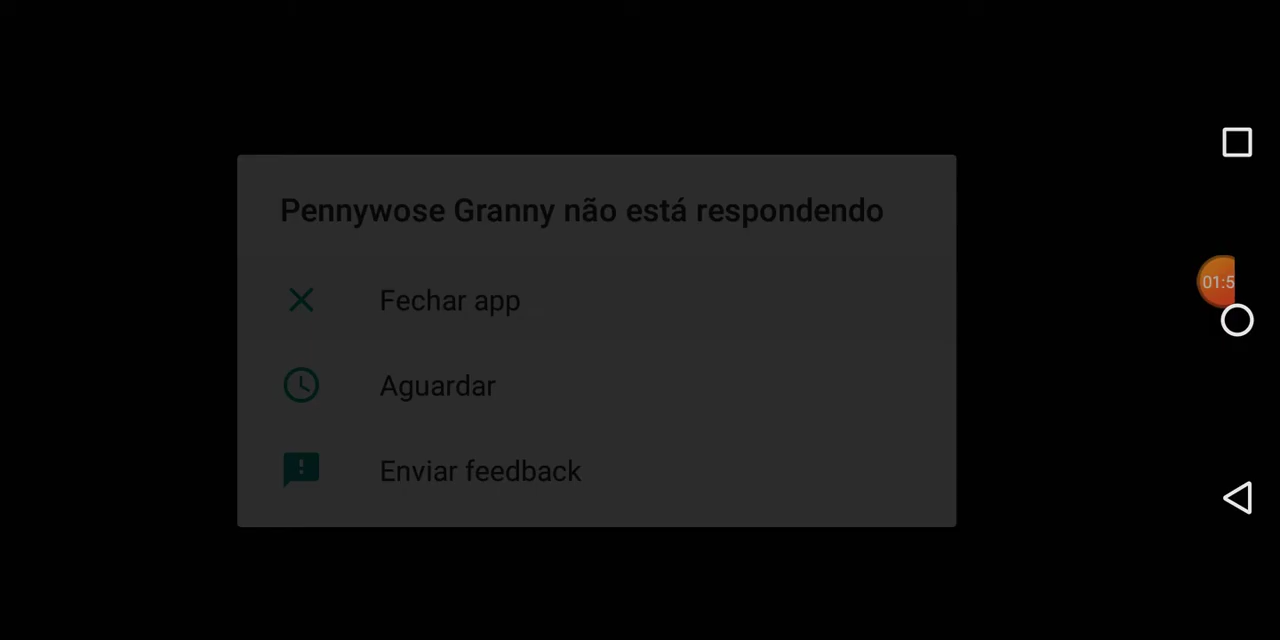 Pennywose Granny não está respondendo
Fechar app
01:5
Aguardar
Enviar feedback